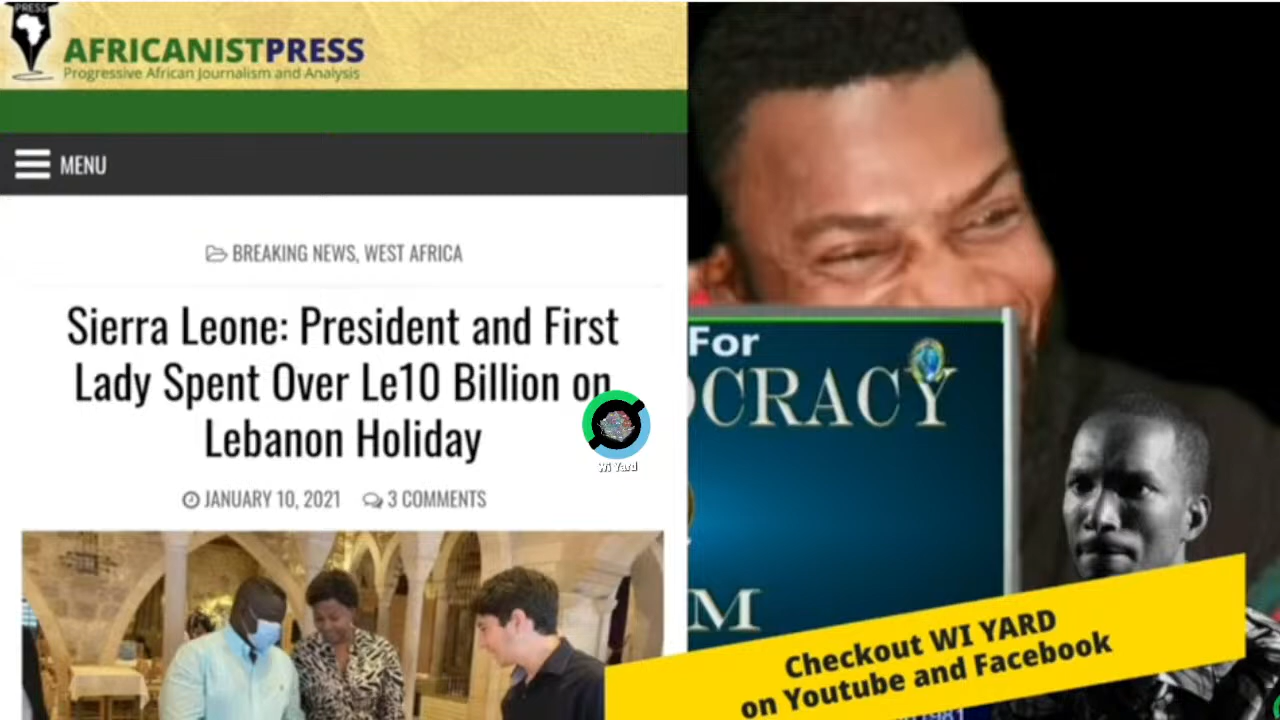 PRESS
AFRICANISTPRESS
Progressive African Journalism and Analysis
MENU
BREAKING NEWS, WEST AFRICA
Sierra Leone: President and First
Lady Spent Over Le10 Billion on
Lebanon Holiday
JANUARY 10, 2021
3 COMMENTS
Wi Yard
For
OCRACY
M
Checkout WI YARD
on Youtube and Facebook